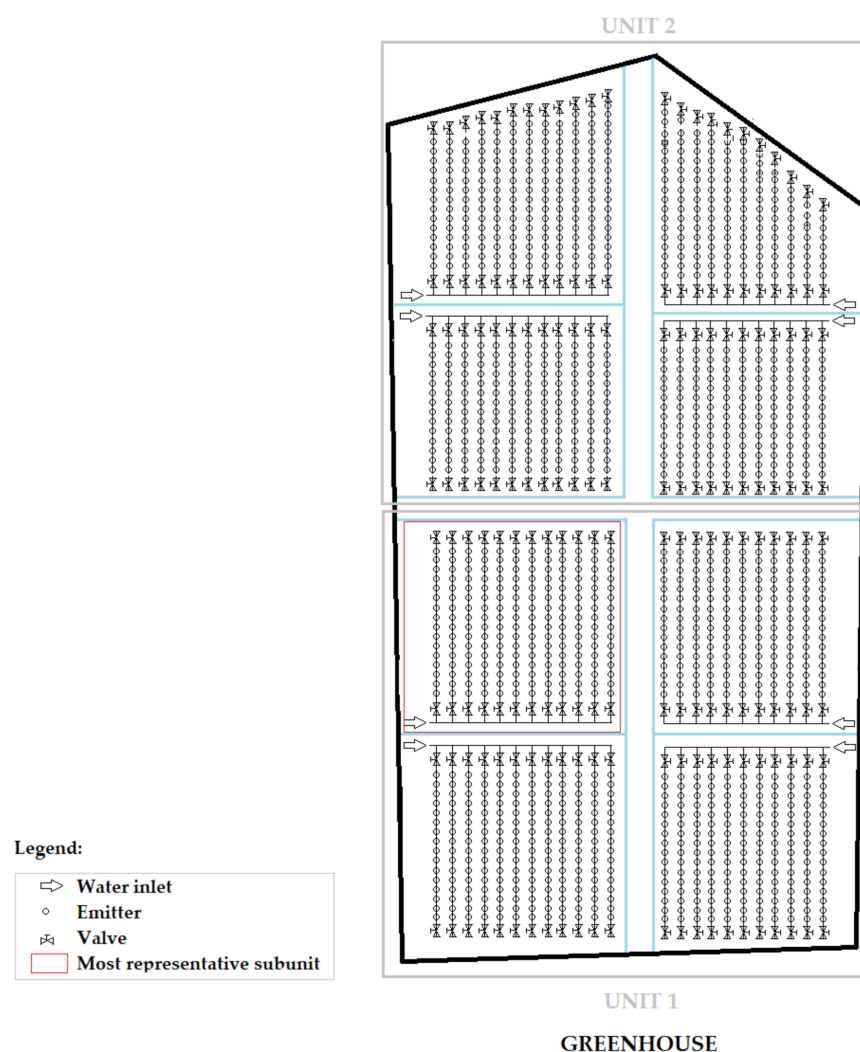 UNIT 2
Legend:
Water inlet
Emitter
Valve
Most representative subunit
UNIT 1
GREENHOUSE